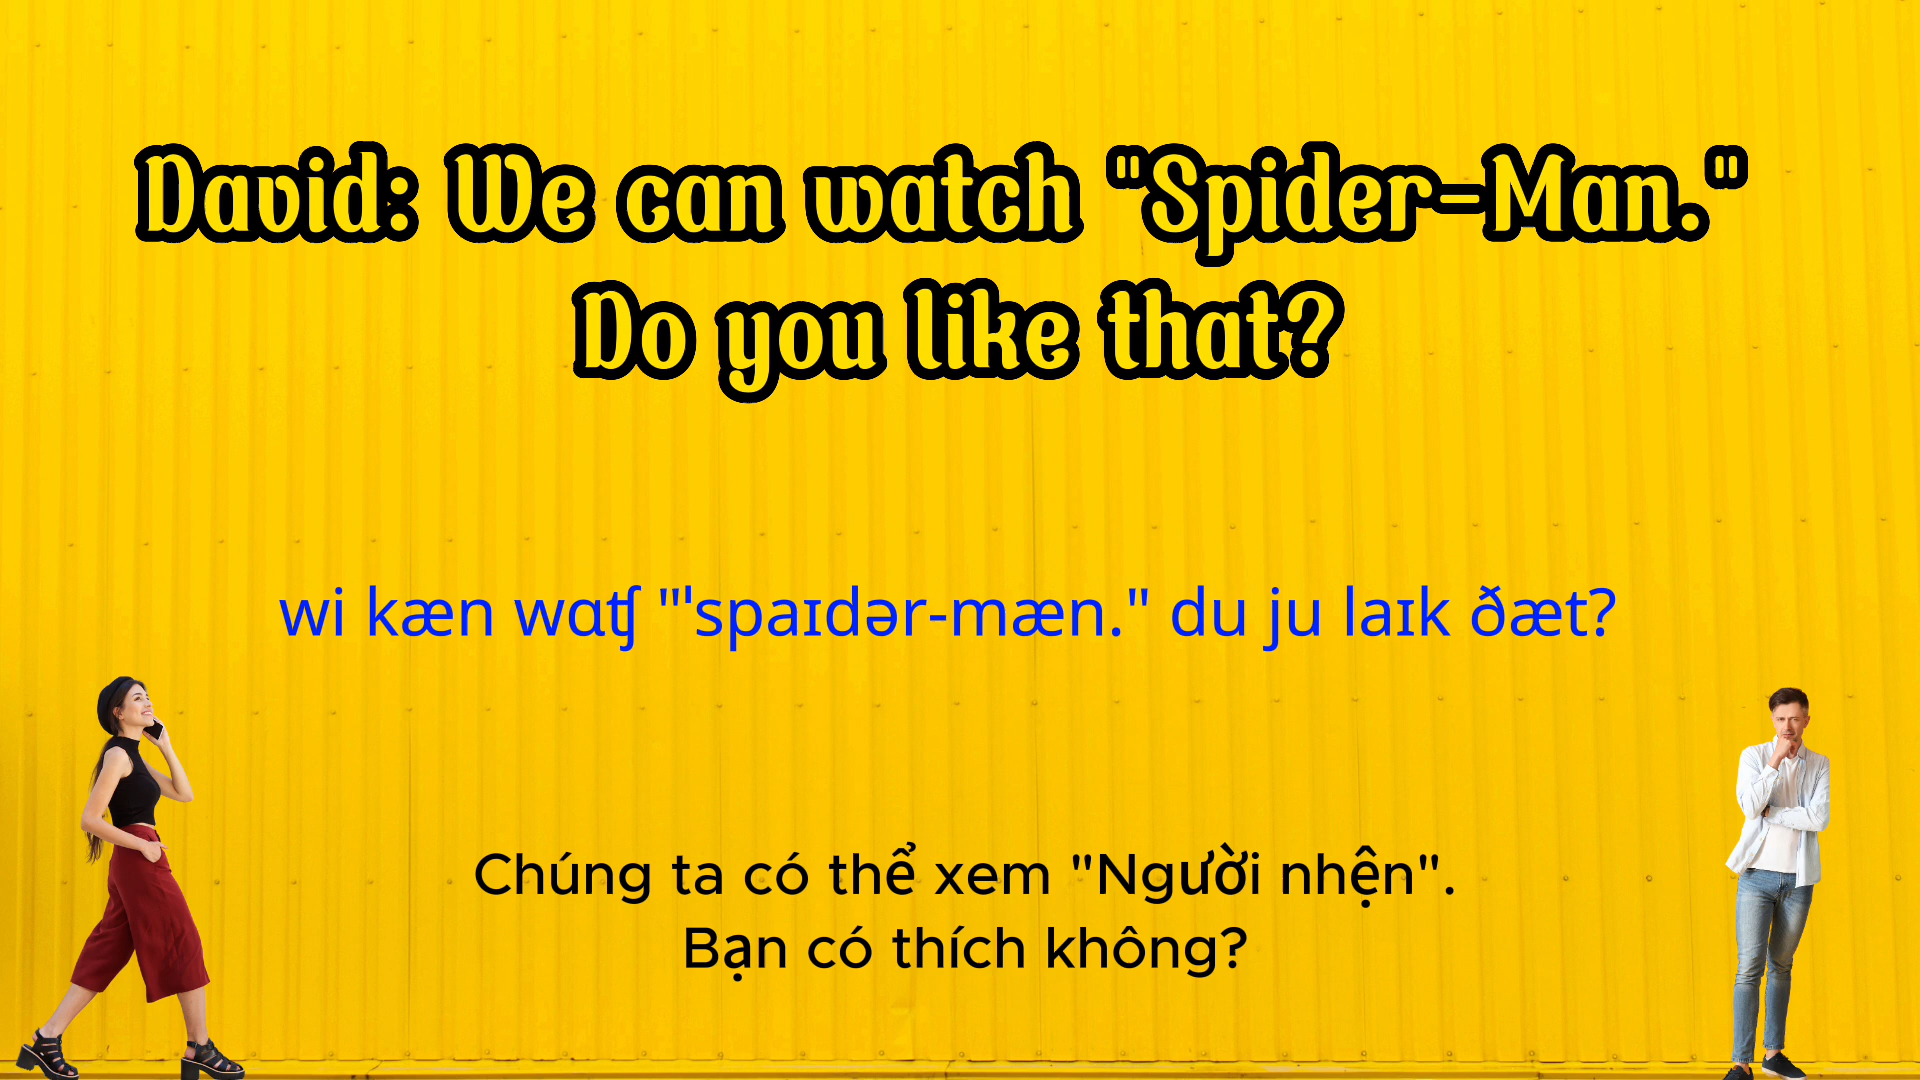 David: We can watch "Spider-Man."
Do you like that?
wi kæn wɑʧ "ˈspaɪdər-mæn." du ju laɪk ðæt?
Chúng ta có thể xem "Người nhện".
Bạn có thích không?